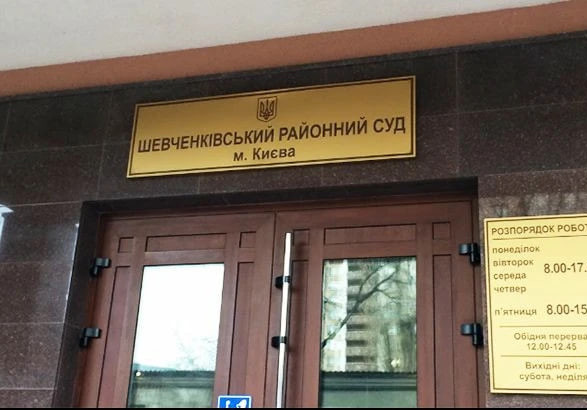 ШЕВЧЕНКІВСЬКИЙ РАЙОННИЙ СУД
м. Києва
РОЗПОРЯДОК РОБОТ
понеділок
вівторок
середа
четвер
8.00-17.
п'ятниця 8.00-15
Обідня перерва
12.00-12.45
Вихідні дні:
субота, неділя